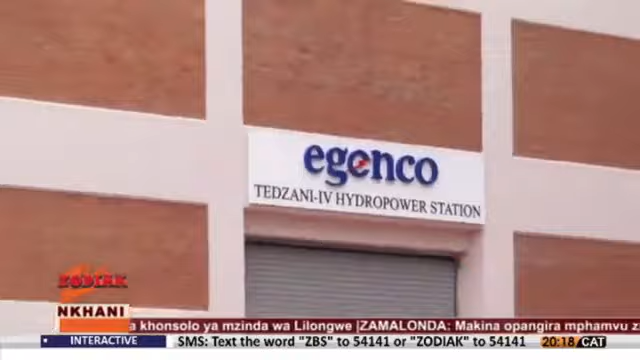 egenco
TEDZANI-IV HYDROPOWER STATION
ZODIAK
NKHANI
a khonsolo ya mzinda wa Lilongwe |ZAMALONDA: Makina opangira mphamvu z
INTERACTIVE
SMS: Text the word "ZBS" to 54141 or "ZODIAK" to 54141
20:18 CAT